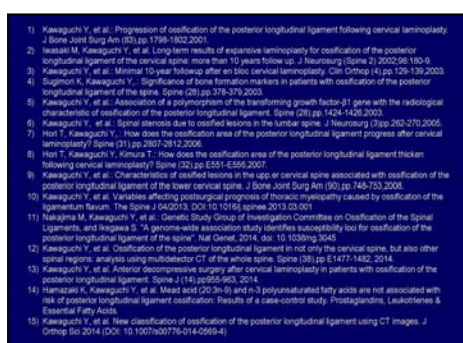 1) Kawaguchi Y, et al.: Progression of ossification of the posterior longitudinal ligament following cervical laminoplasty.
J Bone Joint Surg Am (83),pp.1798-1802,2001.
2) Iwasaki M, Kawaguchi Y, et al. Long-term results of expansive laminoplasty for ossification of the posterior
longitudinal ligament of the cervical spine: more than 10 years follow up. J Neurosurg (Spine 2) 2002;96:180-9.
3) Kawaguchi Y, et al.: Minimal 10-year followup after en bloc cervical laminoplasty. Clin Orthop (4),pp.129-139,2003.
4) Sugimori K, Kawaguchi Y,.: Significance of bone formation markers in patients with ossification of the posterior
longitudinal ligament of the spine. Spine (28),pp.378-379,2003.
5) Kawaguchi Y, et al.: Association of a polymorphism of the transforming growth factor-β1 gene with the radiological
characteristic of ossification of the posterior longitudinal ligament. Spine (28),pp.1424-1426,2003.
6) Kawaguchi Y, et al.: Spinal stenosis due to ossified lesions in the lumbar spine. J Neurosurg (3)pp.262-270,2005.
7) Hori T, Kawaguchi Y,.: How does the ossification area of the posterior longitudinal ligament progress after cervical
laminoplasty? Spine (31),pp.2807-2812,2006.
8) Hori T, Kawaguchi Y, Kimura T.: How does the ossification area of the posterior longitudinal ligament thicken
following cervical laminoplasty? Spine (32),pp.E551-E556,2007.
9) Kawaguchi Y, et al.: Characteristics of ossified lesions in the upp.er cervical spine associated with ossification of the
posterior longitudinal ligament of the lower cervical spine. J Bone Joint Surg Am (90),pp.748-753,2008.
10) Kawaguchi Y, et al. Variables affecting postsurgical prognosis of thoracic myelopathy caused by ossification of the
ligamentum flavum. The Spine J 04/2013; DOI:10.1016/j.spinee.2013.03.001
11) Nakajima M, Kawaguchi Y, et al.: Genetic Study Group of Investigation Committee on Ossification of the Spinal
Ligaments, and Ikegawa S. "A genome-wide association study identifies susceptibility loci for ossification of the
posterior longitudinal ligament of the spine". Nat Genet, 2014, doi: 10.1038/ng.3045
12) Kawaguchi Y, et al. Ossification of the posterior ligament in not only the cervical spine, but also other
spinal regions: analysis using multidetector CT of the whole spine. Spine (38),pp E1477-1482, 2014.
13) Kawaguchi Y, et al. Anterior decompressive surgery after cervical laminoplasty in patients with ossification of the
posterior longitudinal ligament. Spine J (14),pp955-963, 2014.
14) Hamazaki K, Kawaguchi Y, et al. Mead acid (20:3n-9) and n-3 polyunsaturated fatty acids are not associated with
risk of posterior longitudinal ligament ossification. Results of a case-control study. Prostaglandins, Leukotrienes &
Essential Fatty Acids.
15) Kawaguchi Y, et al. New classification of ossification of the posterior longitudinal ligament using CT images. J
Orthop Sci 2014 (DOI: 10.1007/s00776-014-0569-4)